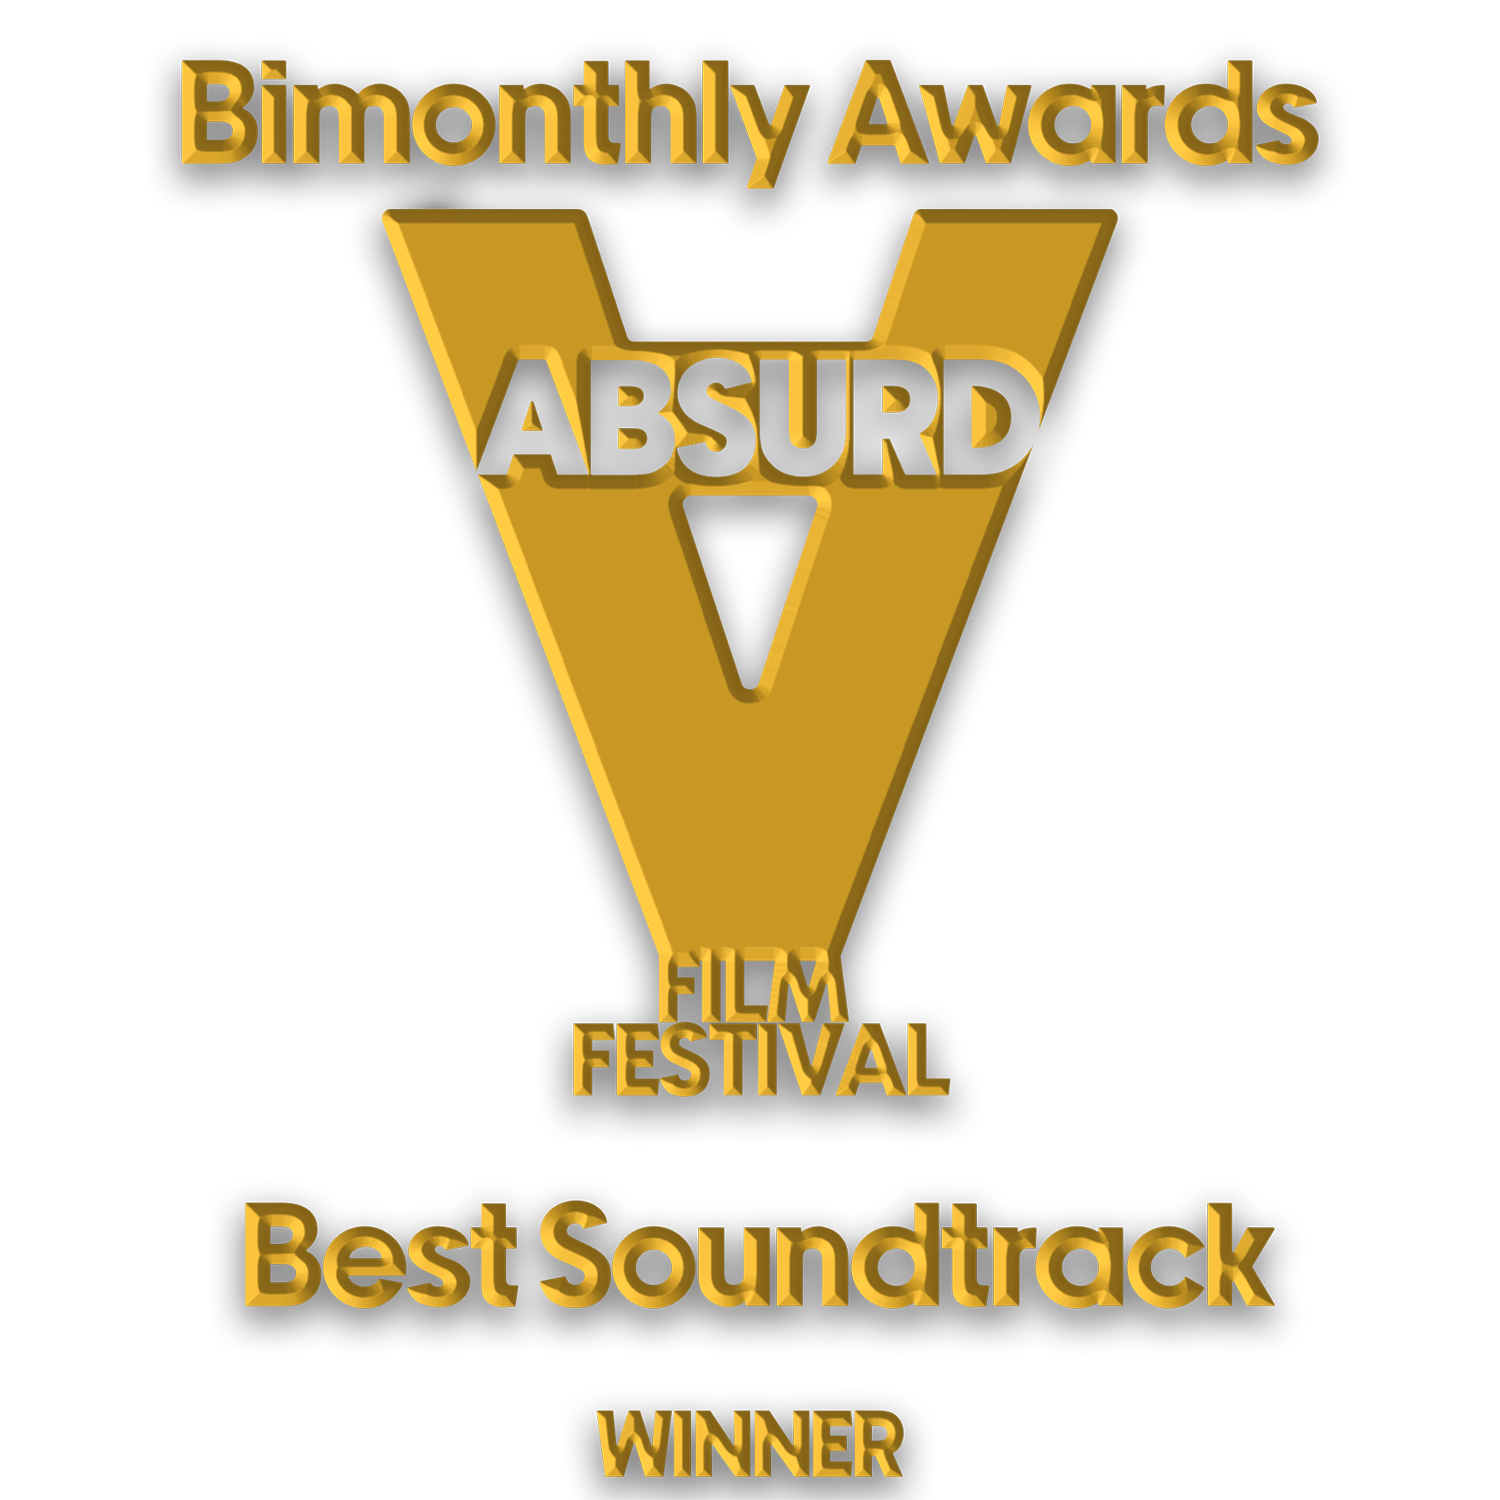 Bimonthly Awards
ABSURD
FILM
FESTIVAL
Best Soundtrack
WINNER